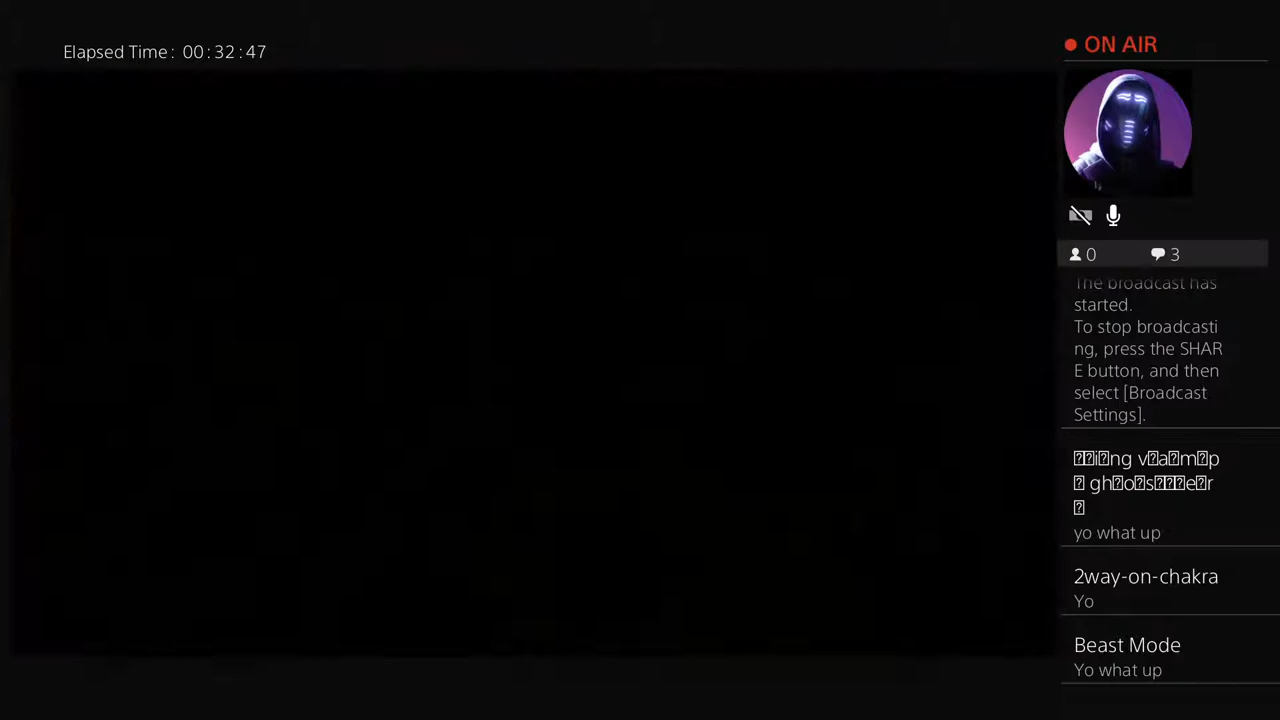 Elapsed Time: 00:32:47
ON AIR
0 3
The broadcast has
started.
To stop broadcasti
ng, press the SHAR
E button, and then
select [Broadcast
Settings].
yo what up
2way-on-chakra
Yo
Beast Mode
Yo what up